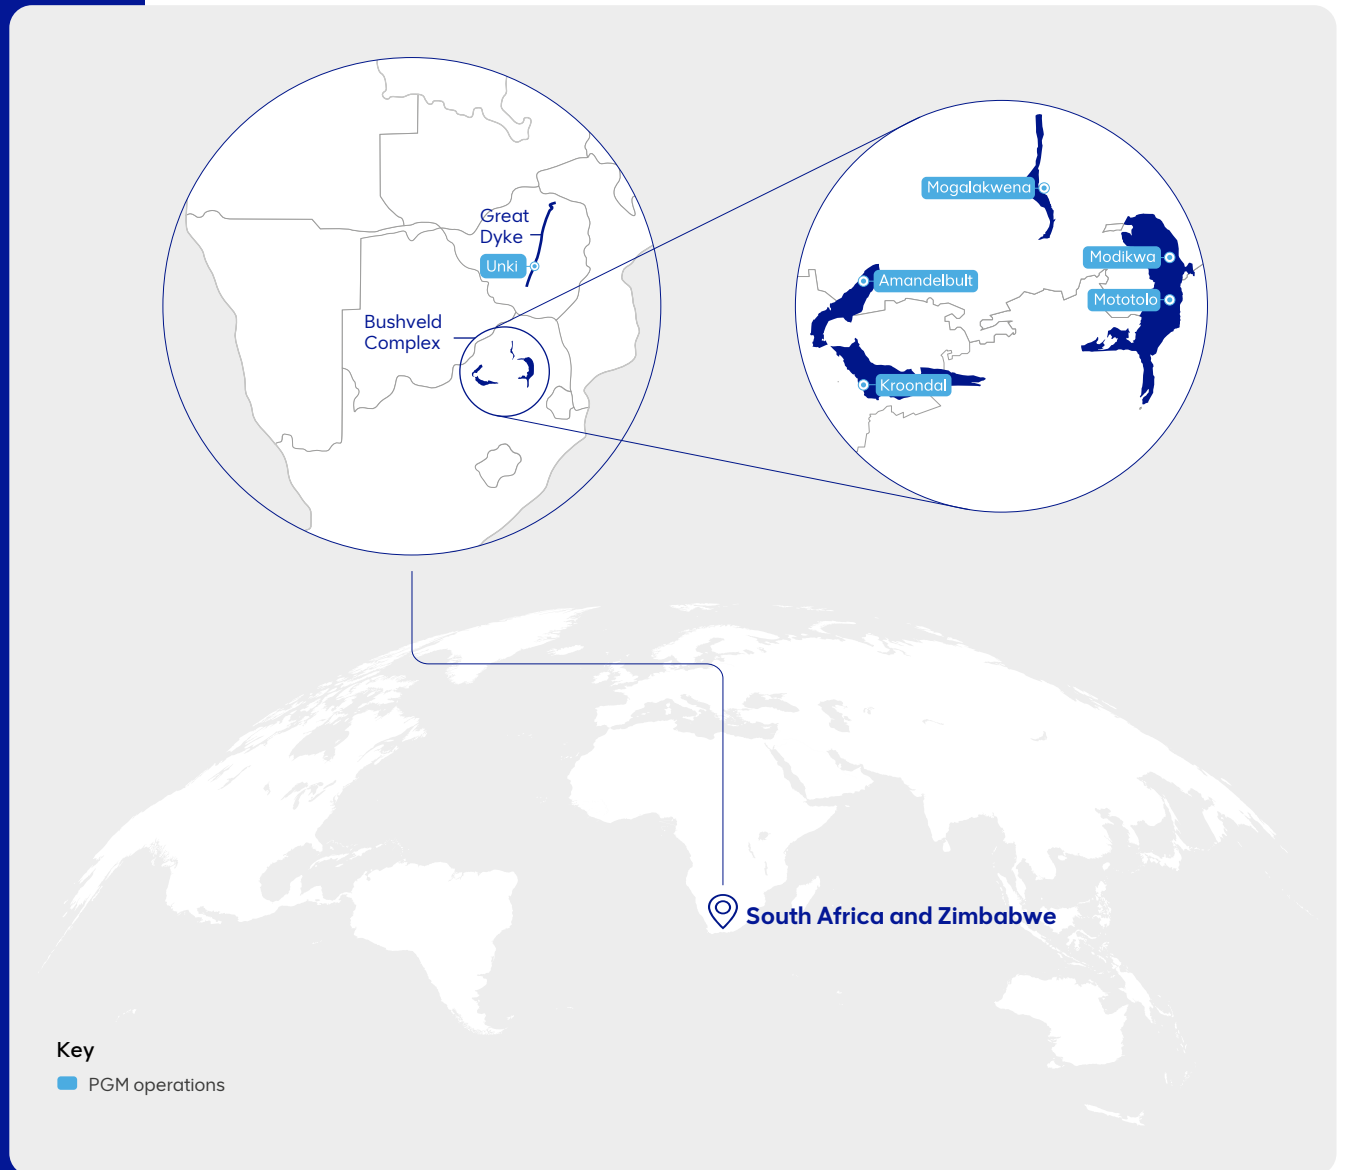 Great
Dyke
Unki
Bushveld
Complex
Mogalakwena
Modikwa
Amandelbult
Mototolo
Kroondal
South Africa and Zimbabwe
Key
PGM operations